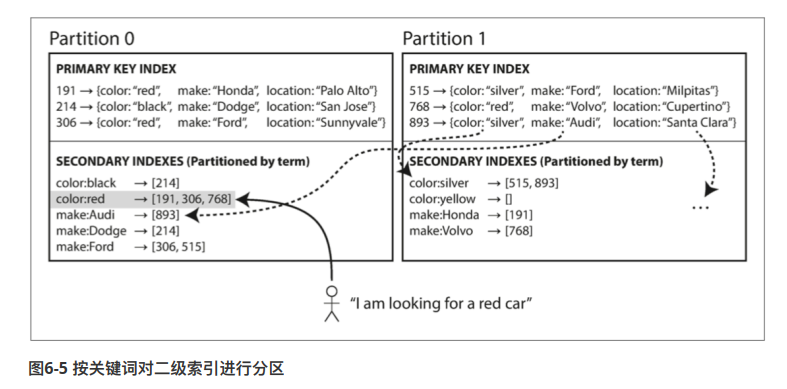 Partition 0
PRIMARY KEY INDEX
191 → {color: “red”, make: “Honda”, location: “Palo Alto”}
214 → {color: “black”, make: “Dodge”, location: “San Jose”}
306 → {color: “red”, make: “Ford”, location: “Sunnyvale”}
SECONDARY INDEXES (Partitioned by term)
color:black → [214]
color:red → [191, 306, 768]
make:Audi → [893]
make:Dodge → [214]
make:Ford → [306, 515]
Partition 1
PRIMARY KEY INDEX
515 → {color: “silver”, make: “Ford”, location: “Milpitas”}
768 → {color: “red”, make: “Volvo”, location: “Cupertino”}
893 → {color: “silver”, make: “Audi”, location: “Santa Clara”}
SECONDARY INDEXES (Partitioned by term)
color:silver → [515, 893]
color:yellow → []
make:Honda → [191]
make:Volvo → [768]
...
“I am looking for a red car”
图6-5 按关键词对二级索引进行分区